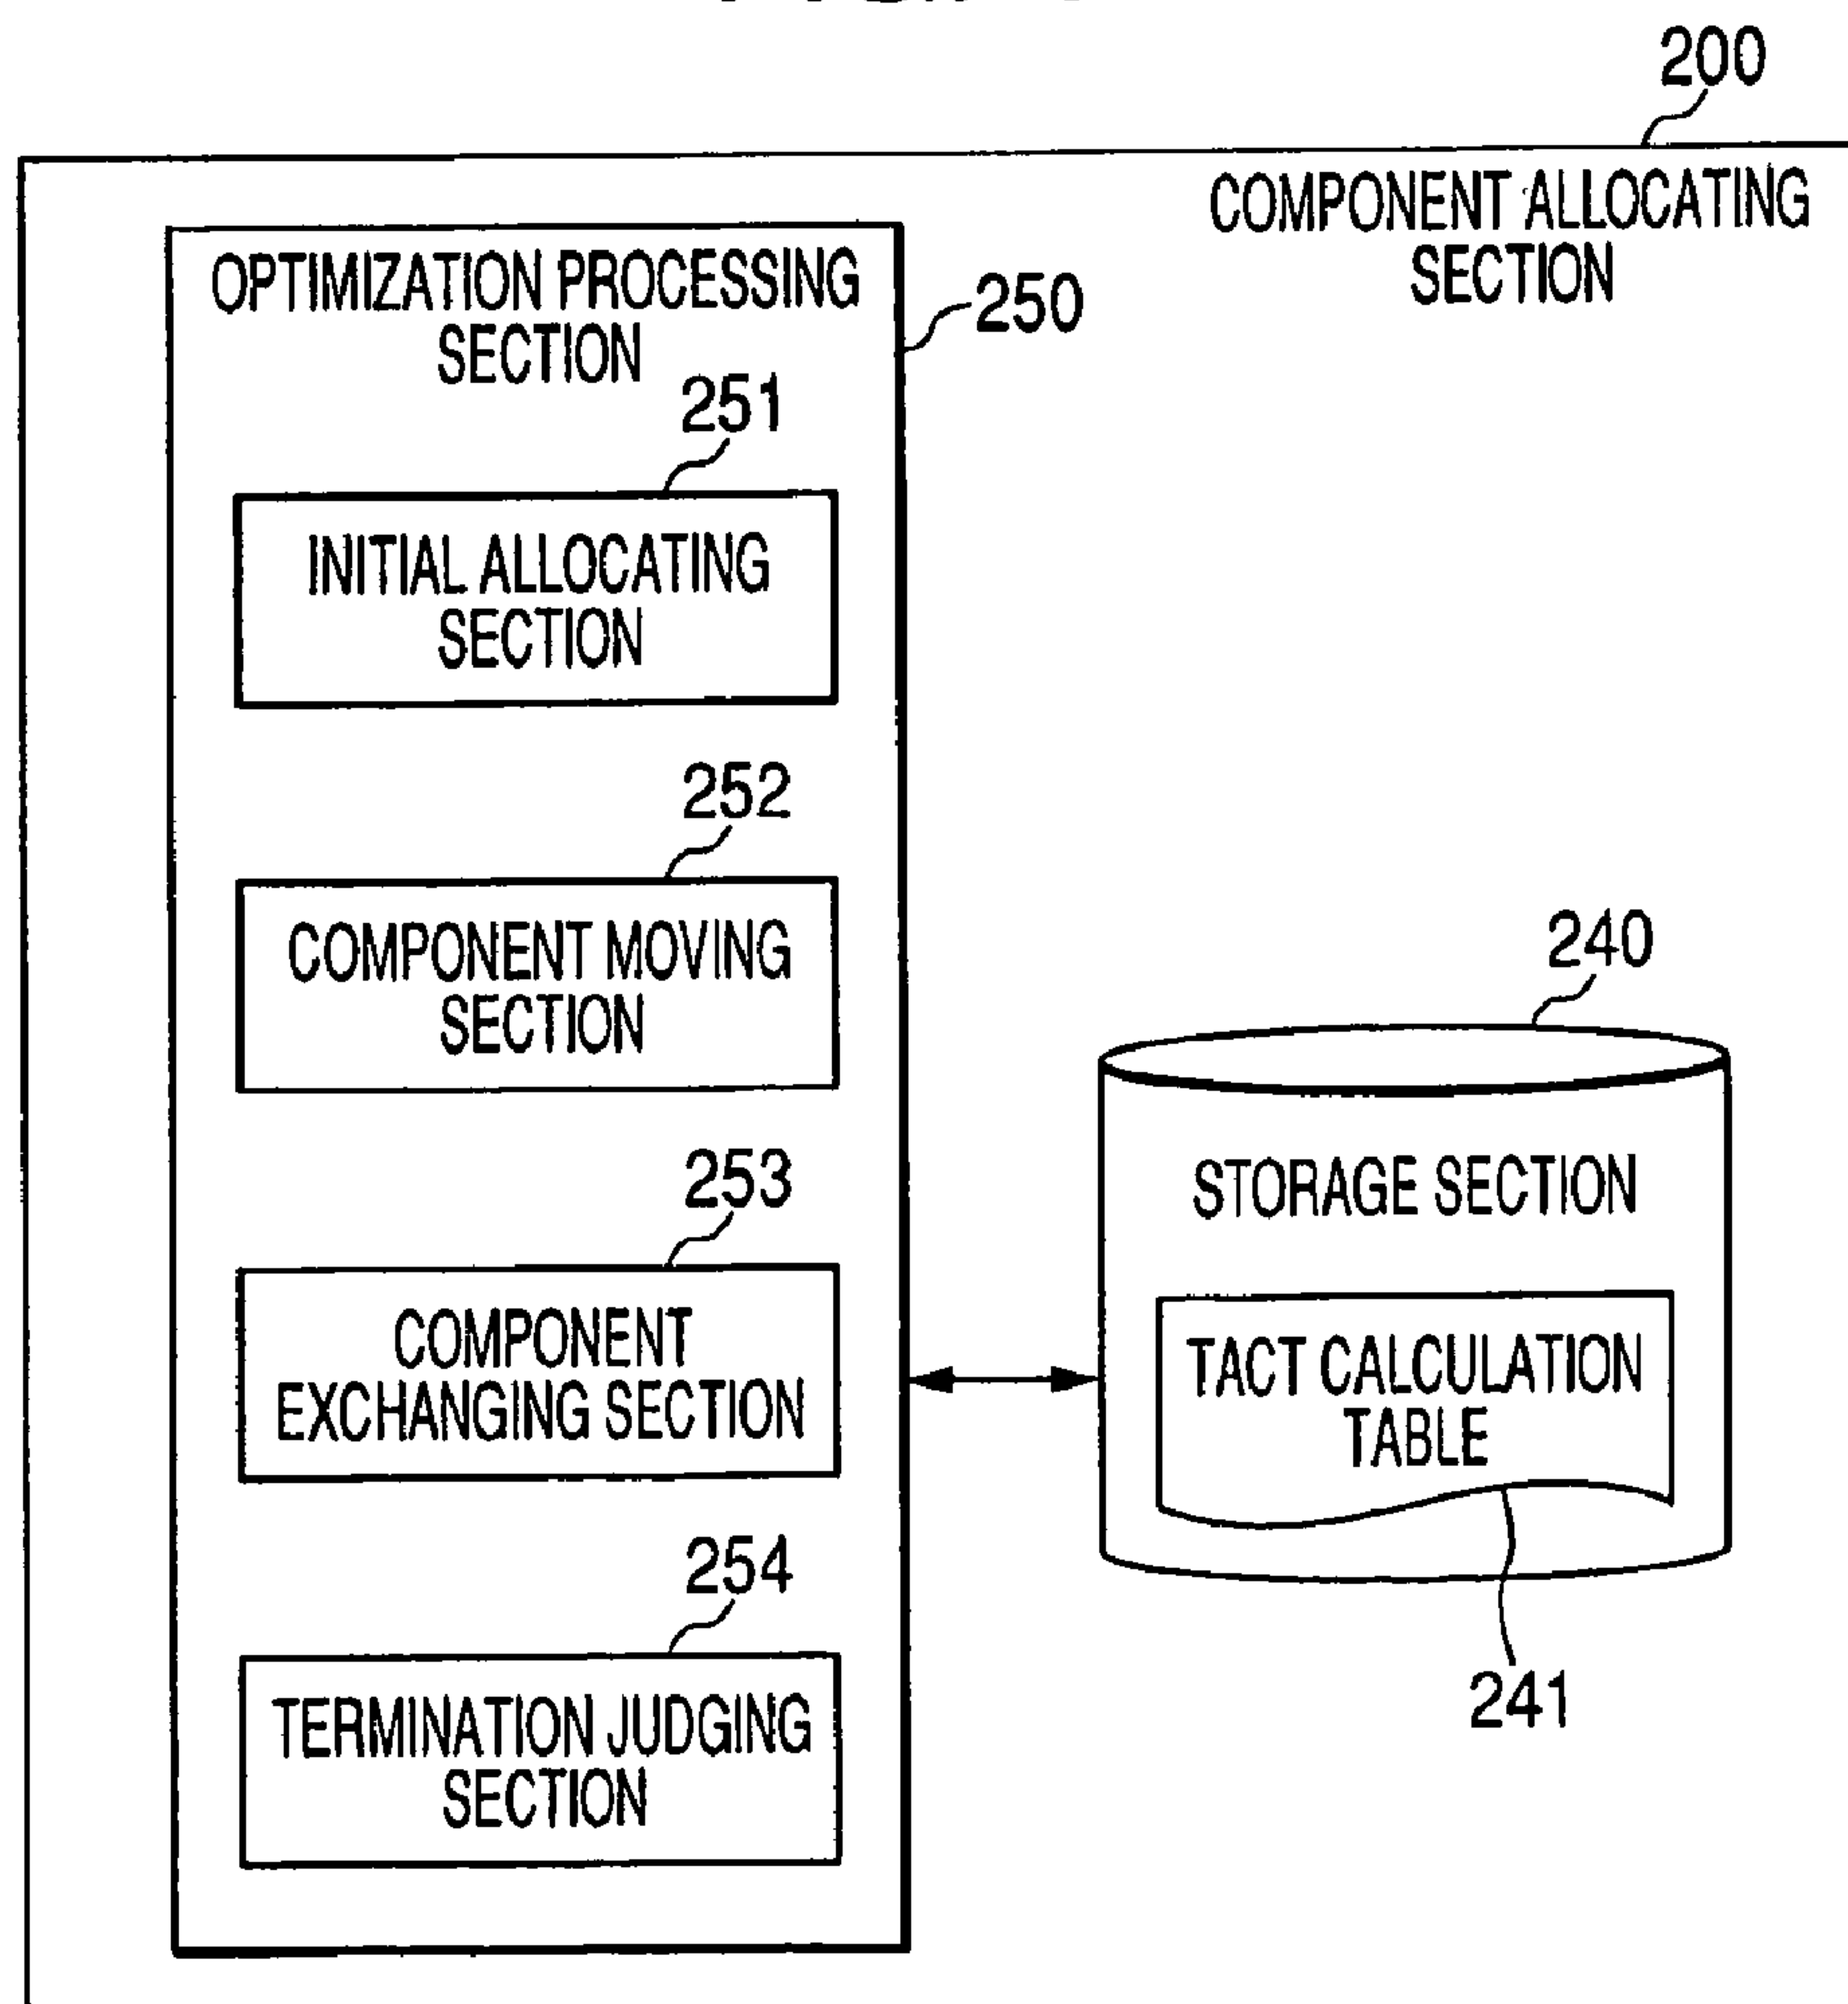 200
COMPONENT ALLOCATING
SECTION
OPTIMIZATION PROCESSING
SECTION
250
251
INITIAL ALLOCATING
SECTION
252
COMPONENT MOVING
SECTION
240
STORAGE SECTION
253
COMPONENT
EXCHANGING SECTION
TACT CALCULATION
TABLE
254
241
TERMINATION JUDGING
SECTION